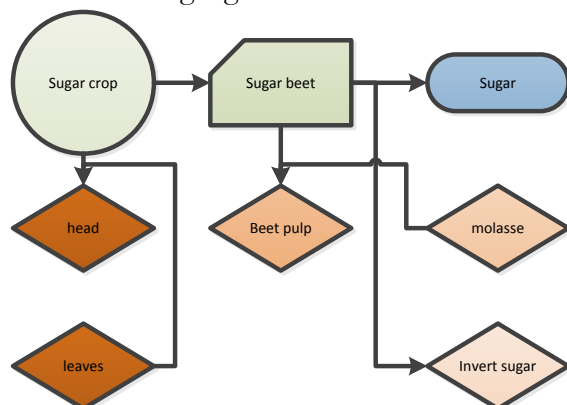 Sugar crop
Sugar beet
Sugar
head
Beet pulp
molasse
leaves
Invert sugar